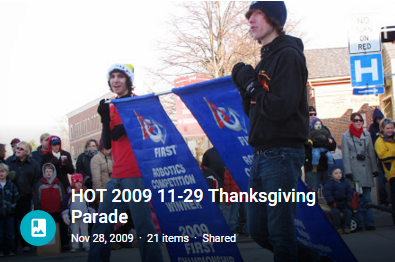 NO
ON
RED
H
FIRST
ROBOTICS
COMPETITION
WINNER
2009
FIRST
HOT 2009 11-29 Thanksgiving
Parade
Nov 28, 2009 · 21 items · Shared